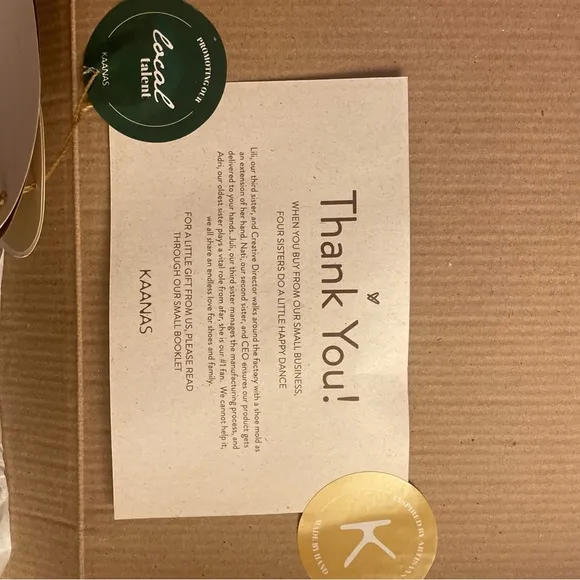 PROMOTING OUR
local
talent
KAANAS
Thank You!
WHEN YOU BUY FROM OUR SMALL BUSINESS,
FOUR SISTERS DO A LITTLE HAPPY DANCE
Lili, our third sister, and Creative Director walks around the factory with a shoe mold as
an extension of her hand. Nati, our second sister, and CEO ensures our product gets
delivered to your hands. Juli, our third sister manages the manufacturing process, and
Adri, our oldest sister plays a vital role from afar, she is our #1 fan. We cannot help it,
we all share an endless love for shoes and family.
FOR A LITTLE GIFT FROM US, PLEASE READ
THROUGH OUR SMALL BOOKLET
KAANAS
INSPIRED BY ARTISANS
K
MADE BY HAND